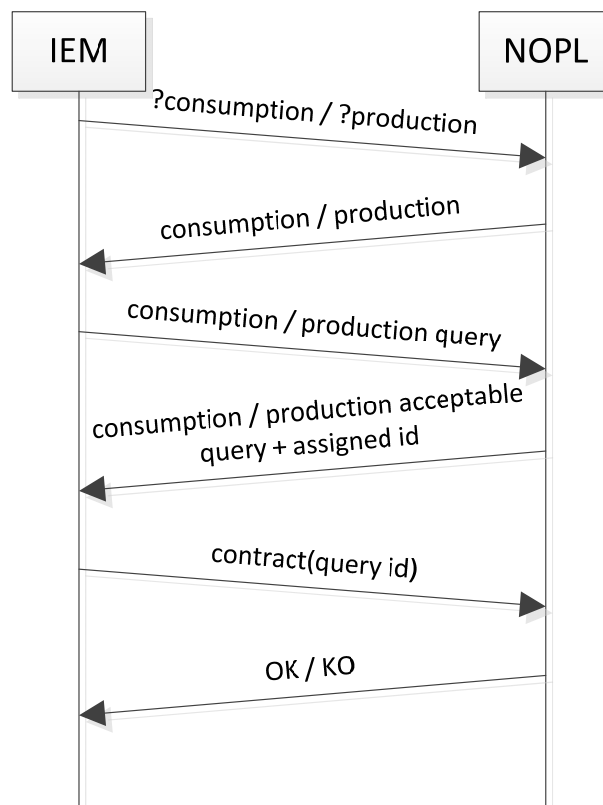 IEM
NOPL
?consumption / ?production
consumption / production
consumption / production query
consumption / production acceptable
query + assigned id
contract(query id)
OK / KO